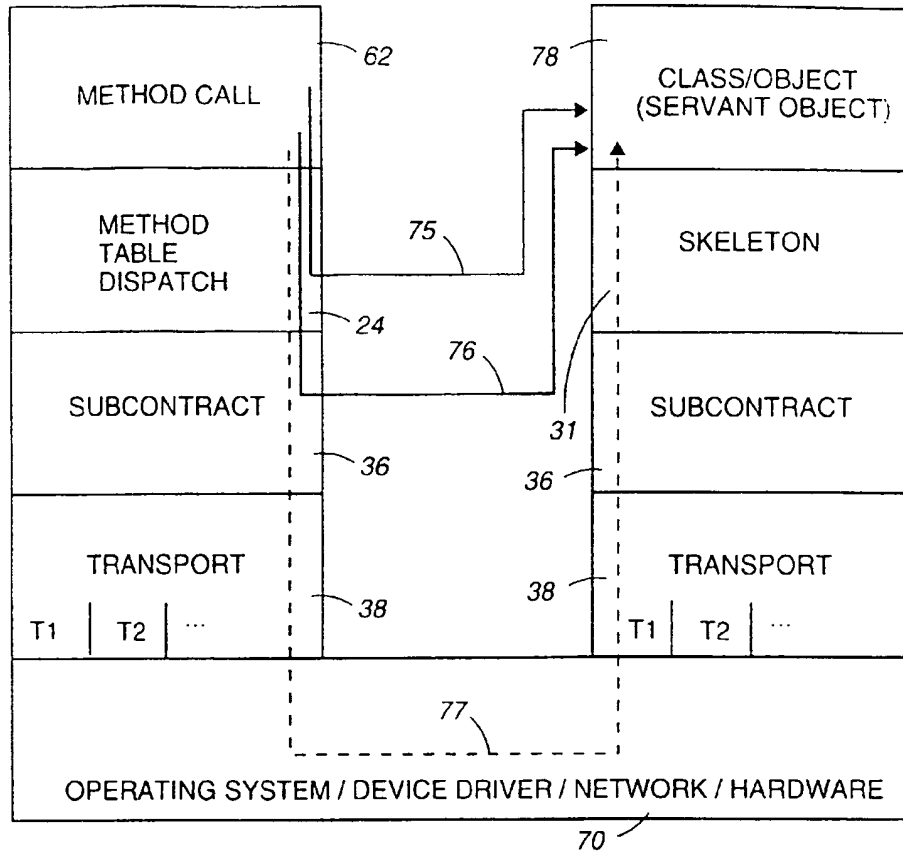 62
78
METHOD CALL
CLASS/OBJECT
(SERVANT OBJECT)
METHOD
TABLE
DISPATCH
75
SKELETON
24
76
31
SUBCONTRACT
SUBCONTRACT
36
36
TRANSPORT
TRANSPORT
38
38
T1
T2
...
T1
T2
...
77
OPERATING SYSTEM / DEVICE DRIVER / NETWORK / HARDWARE
70